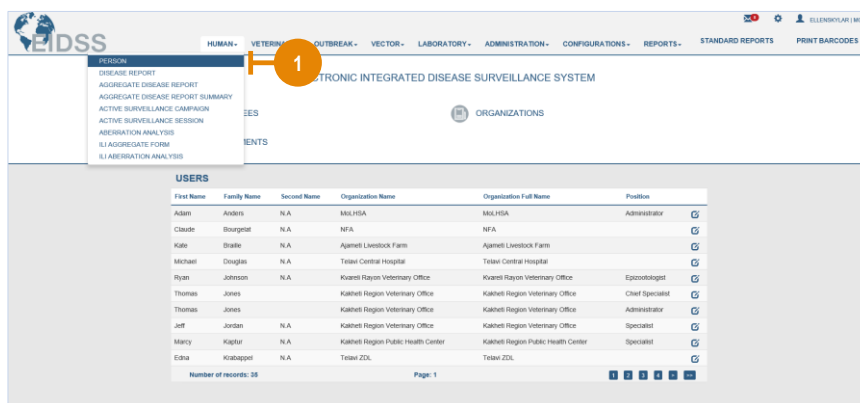 EIDSS
ELLENSKYLAR | M
HUMAN
OUTBREAK
VECTOR
LABORATORY
ADMINISTRATION
CONFIGURATIONS
REPORTS
STANDARD REPORTS
PRINT BARCODES
1
PERSON
DISEASE REPORT
AGGREGATE DISEASE REPORT
AGGREGATE DISEASE REPORT SUMMARY
ACTIVE SURVEILLANCE CAMPAIGN
ACTIVE SURVEILLANCE SESSION
ABERRATION ANALYSIS
ILI AGGREGATE FORM
ILI ABERRATION ANALYSIS
CTRONIC INTEGRATED DISEASE SURVEILLANCE SYSTEM
EES
ORGANIZATIONS
MENTS
USERS
First Name Family Name Second Name Organization Name Organization Full Name Position
Adam Anders N.A MoLHSA MoLHSA Administrator
Claude Bourgelat N.A NFA NFA
Kate Braille N.A Ajameti Livestock Farm Ajameti Livestock Farm
Michael Douglas N.A Telavi Central Hospital Telavi Central Hospital
Ryan Johnson N.A Kvareli Rayon Veterinary Office Kvareli Rayon Veterinary Office Epizootologist
Thomas Jones Kakheti Region Veterinary Office Kakheti Region Veterinary Office Chief Specialist
Thomas Jones Kakheti Region Veterinary Office Kakheti Region Veterinary Office Administrator
Jeff Jordan N.A Kakheti Region Veterinary Office Kakheti Region Veterinary Office Specialist
Marcy Kaptur N.A Kakheti Region Public Health Center Kakheti Region Public Health Center Specialist
Edna Krabappel N.A Telavi ZDL Telavi ZDL
Number of records: 38 Page: 1 1 2 3 4 > >>